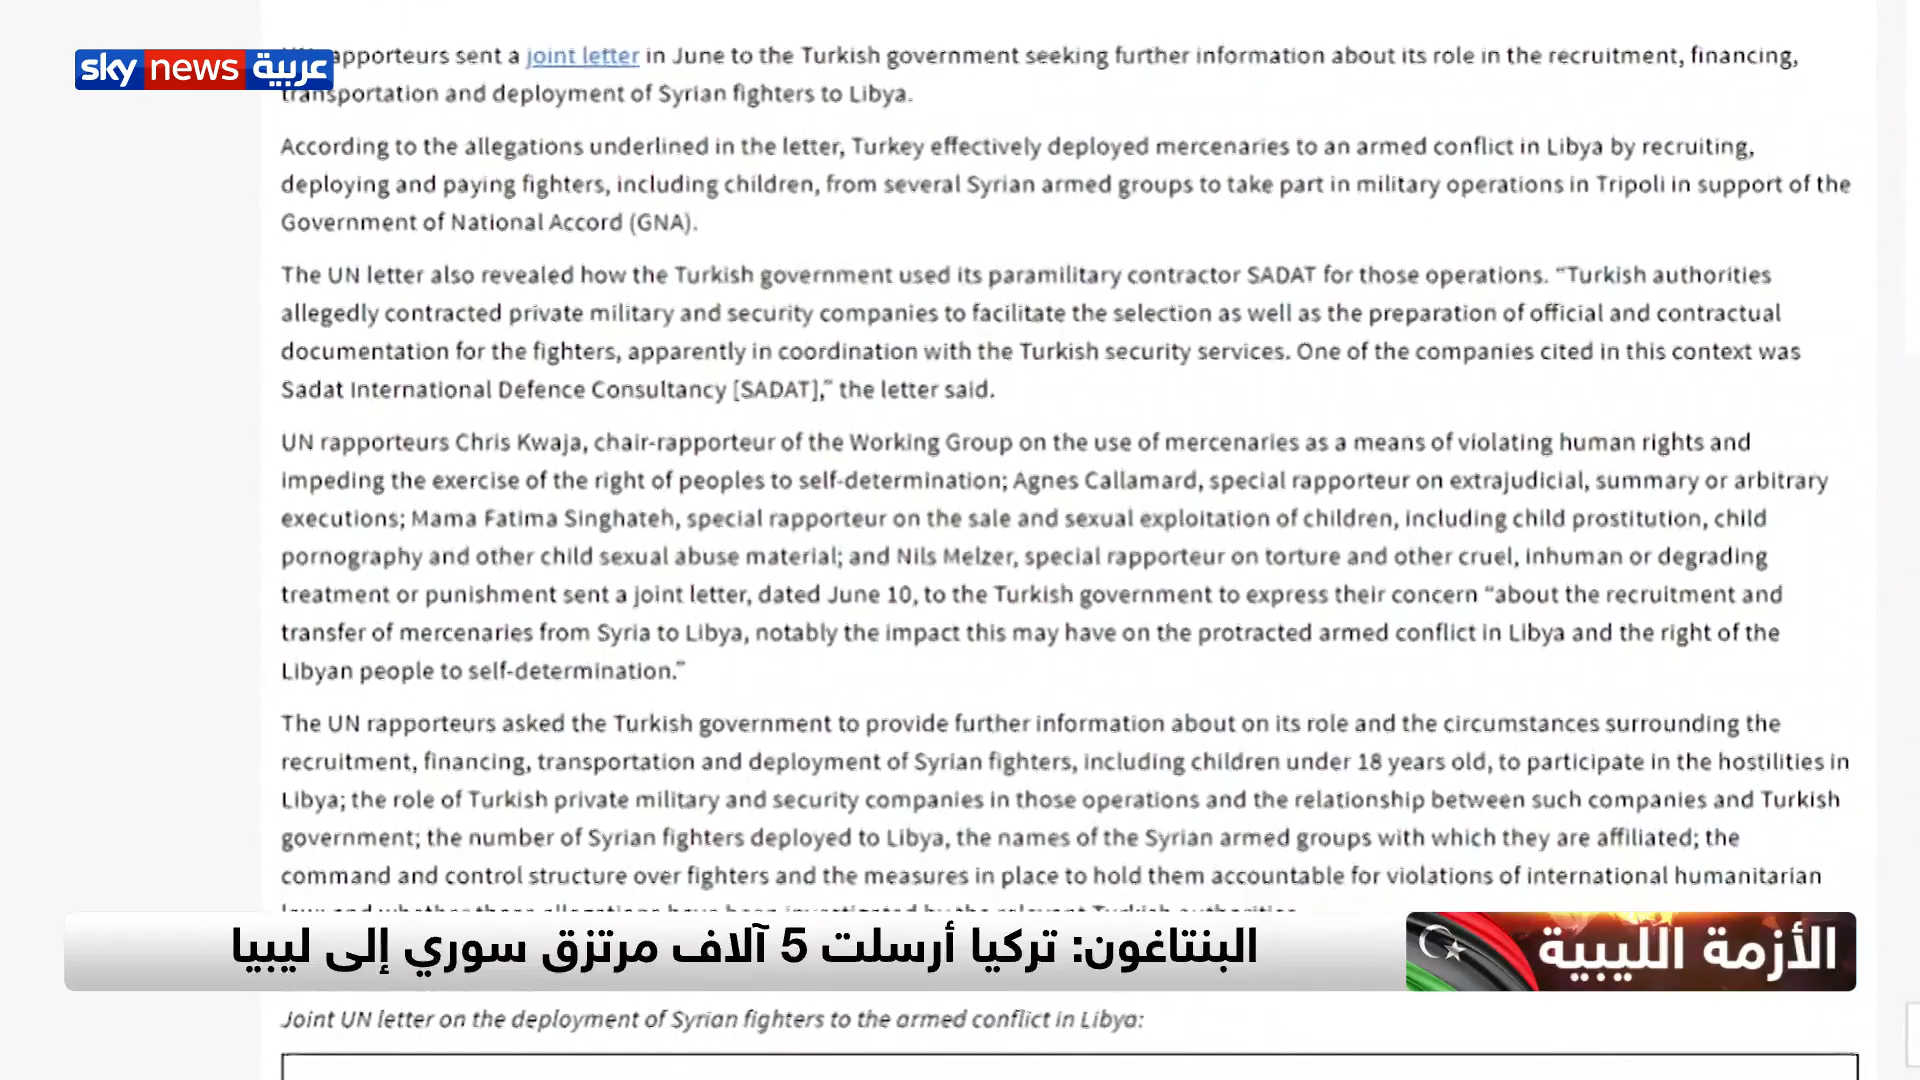 sky news عربية
rapporteurs sent a joint letter in June to the Turkish government seeking further information about its role in the recruitment, financing,
transportation and deployment of Syrian fighters to Libya.
According to the allegations underlined in the letter, Turkey effectively deployed mercenaries to an armed conflict in Libya by recruiting,
deploying and paying fighters, including children, from several Syrian armed groups to take part in military operations in Tripoli in support of the
Government of National Accord (GNA).
The UN letter also revealed how the Turkish government used its paramilitary contractor SADAT for those operations. “Turkish authorities
allegedly contracted private military and security companies to facilitate the selection as well as the preparation of official and contractual
documentation for the fighters, apparently in coordination with the Turkish security services. One of the companies cited in this context was
Sadat International Defence Consultancy [SADAT],” the letter said.
UN rapporteurs Chris Kwaja, chair-rapporteur of the Working Group on the use of mercenaries as a means of violating human rights and
impeding the exercise of the right of peoples to self-determination; Agnes Callamard, special rapporteur on extrajudicial, summary or arbitrary
executions; Mama Fatima Singhateh, special rapporteur on the sale and sexual exploitation of children, including child prostitution, child
pornography and other child sexual abuse material; and Nils Melzer, special rapporteur on torture and other cruel, inhuman or degrading
treatment or punishment sent a joint letter, dated June 10, to the Turkish government to express their concern “about the recruitment and
transfer of mercenaries from Syria to Libya, notably the impact this may have on the protracted armed conflict in Libya and the right of the
Libyan people to self-determination.”
The UN rapporteurs asked the Turkish government to provide further information about on its role and the circumstances surrounding the
recruitment, financing, transportation and deployment of Syrian fighters, including children under 18 years old, to participate in the hostilities in
Libya; the role of Turkish private military and security companies in those operations and the relationship between such companies and Turkish
government; the number of Syrian fighters deployed to Libya, the names of the Syrian armed groups with which they are affiliated; the
command and control structure over fighters and the measures in place to hold them accountable for violations of international humanitarian
الأزمة الليبية
البنتاغون: تركيا أرسلت 5 آلاف مرتزق سوري إلى ليبيا
Joint UN letter on the deployment of Syrian fighters to the armed conflict in Libya: